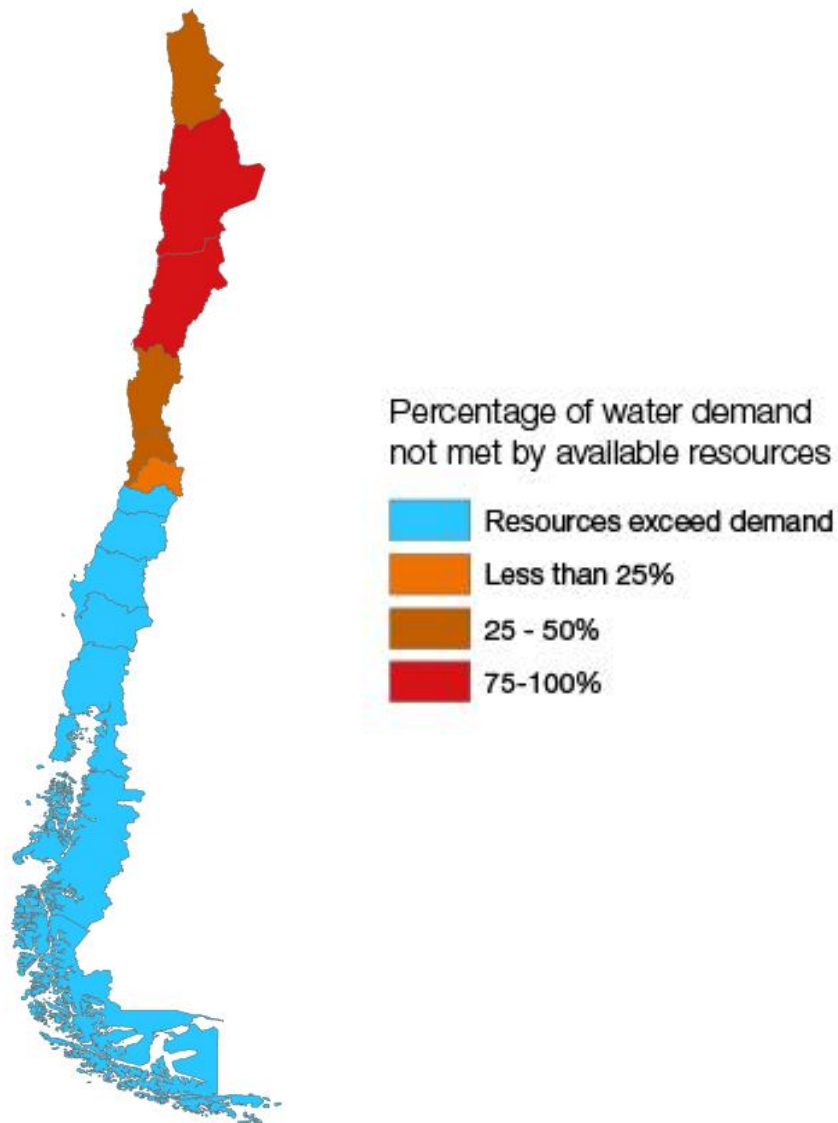 Percentage of water demand
not met by available resources
Resources exceed demand
Less than 25%
25 - 50%
75-100%